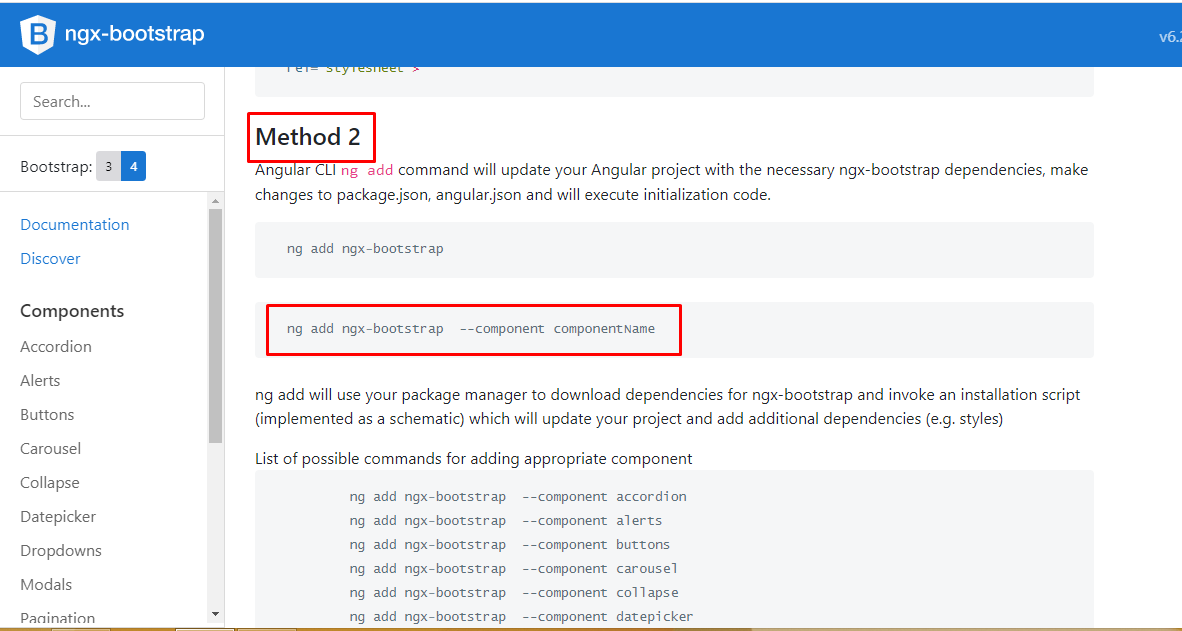 ngx-bootstrap
v6.2
Search...
Bootstrap: 3 4
Documentation
Discover
Components
Accordion
Alerts
Buttons
Carousel
Collapse
Datepicker
Dropdowns
Modals
Pagination
rel="stylesheet">
Method 2
Angular CLI ng add command will update your Angular project with the necessary ngx-bootstrap dependencies, make
changes to package.json, angular.json and will execute initialization code.
ng add ngx-bootstrap
ng add ngx-bootstrap  --component componentName
ng add will use your package manager to download dependencies for ngx-bootstrap and invoke an installation script
(implemented as a schematic) which will update your project and add additional dependencies (e.g. styles)
List of possible commands for adding appropriate component
ng add ngx-bootstrap  --component accordion
ng add ngx-bootstrap  --component alerts
ng add ngx-bootstrap  --component buttons
ng add ngx-bootstrap  --component carousel
ng add ngx-bootstrap  --component collapse
ng add ngx-bootstrap  --component datepicker